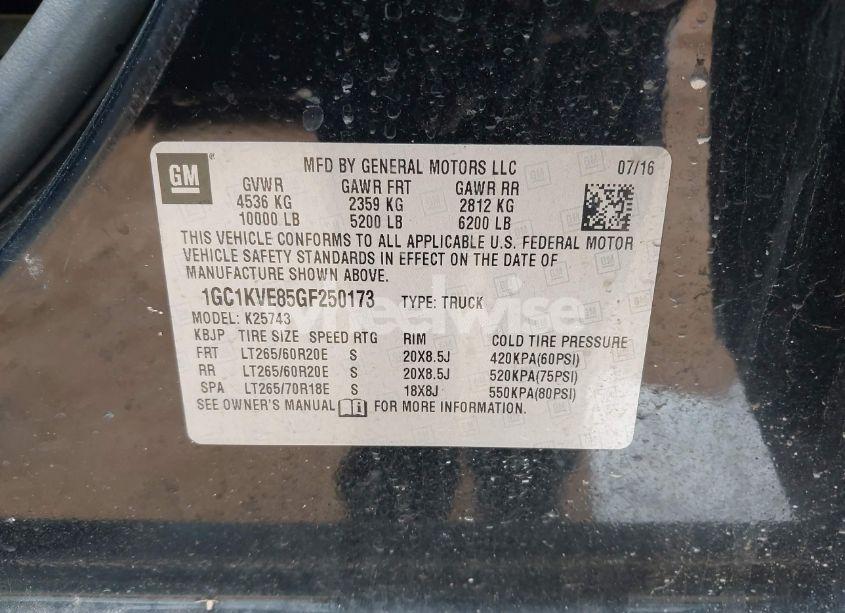 GM
MFD BY GENERAL MOTORS LLC 07/16
GVWR GAWR FRT GAWR RR
4536 KG 2359 KG 2812 KG
10000 LB 5200 LB 6200 LB
THIS VEHICLE CONFORMS TO ALL APPLICABLE U.S. FEDERAL MOTOR
VEHICLE SAFETY STANDARDS IN EFFECT ON THE DATE OF
MANUFACTURE SHOWN ABOVE.
1GC1KVE85GF250173 TYPE: TRUCK
MODEL: K25743
KBJP TIRE SIZE SPEED RTG RIM COLD TIRE PRESSURE
FRT LT265/60R20E S 20X8.5J 420KPA(60PSI)
RR LT265/60R20E S 20X8.5J 520KPA(75PSI)
SPA LT265/70R18E S 18X8J 550KPA(80PSI)
SEE OWNER'S MANUAL FOR MORE INFORMATION.
wheelwise